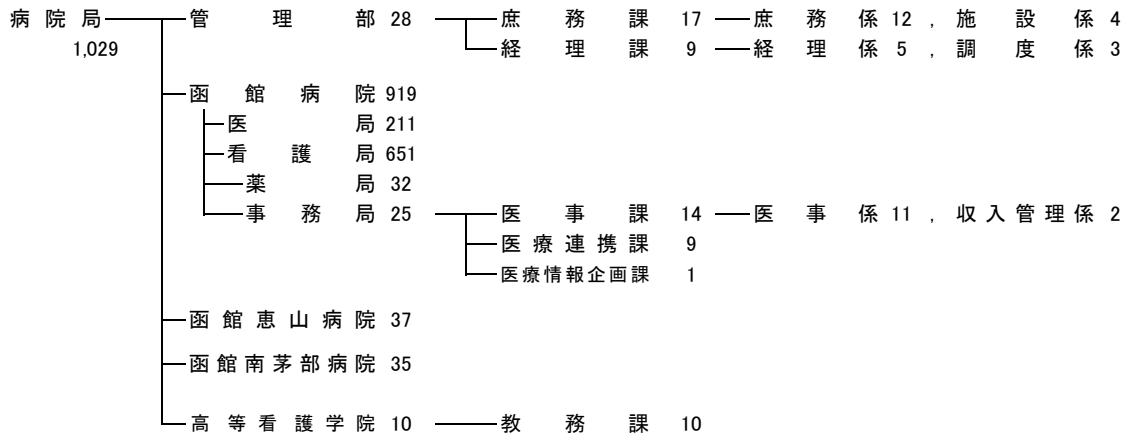 病院局 管理部 28 庶務課 17 庶務係 12 , 施設係 4
1,029 経理課 9 経理係 5 , 調度係 3
函館病院 919
医局 211
看護局 651
薬局 32
事務局 25 医事課 14 医事係 11 , 収入管理係 2
医療連携課 9
医療情報企画課 1
函館恵山病院 37
函館南茅部病院 35
高等看護学院 10 教務課 10